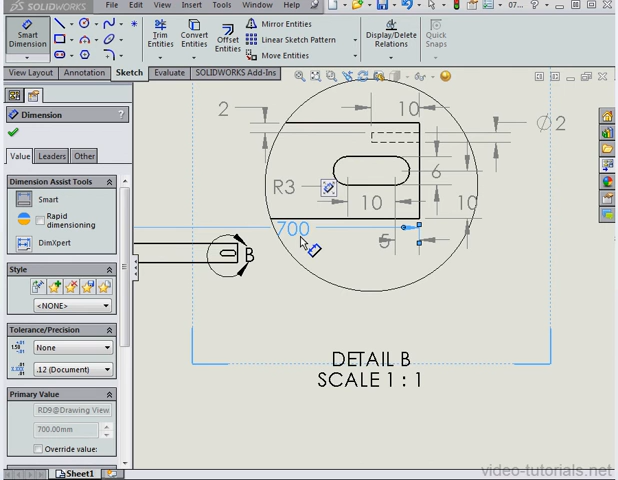 SOLIDWORKS File Edit View Insert Tools Window Help
07...
Smart Dimension
Trim Entities
Convert Entities
Offset Entities
Mirror Entities
Linear Sketch Pattern
Move Entities
Display/Delete Relations
Quick Snaps
View Layout Annotation Sketch Evaluate SOLIDWORKS Add-Ins
Dimension
Value Leaders Other
Dimension Assist Tools
Smart
Rapid dimensioning
DimXpert
Style
<NONE>
Tolerance/Precision
None
.12 (Document)
Primary Value
RD9@Drawing View
700.00mm
Override value:
Sheet1
2
10
Ø2
R3
6
10
10
700
5
B
DETAIL B
SCALE 1 : 1
video-tutorials.net